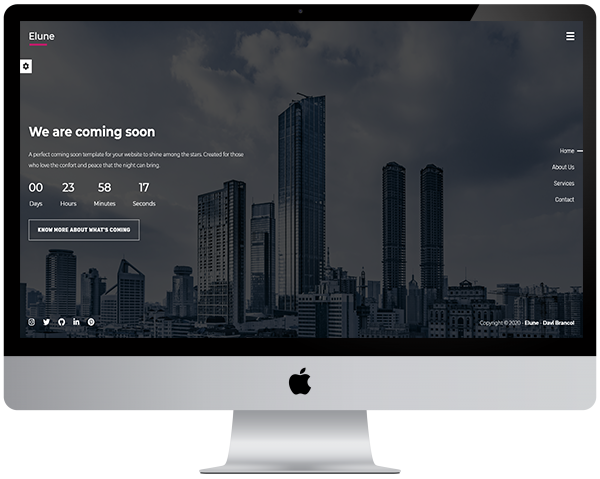 Elune
We are coming soon
A perfect coming soon template for your website to shine among the stars. Created for those
who love the confort and peace that the night can bring.
00 23 58 17
Days Hours Minutes Seconds
KNOW MORE ABOUT WHAT'S COMING
Home
About Us
Services
Contact
Copyright © 2020 - Elune - Davi Brancol